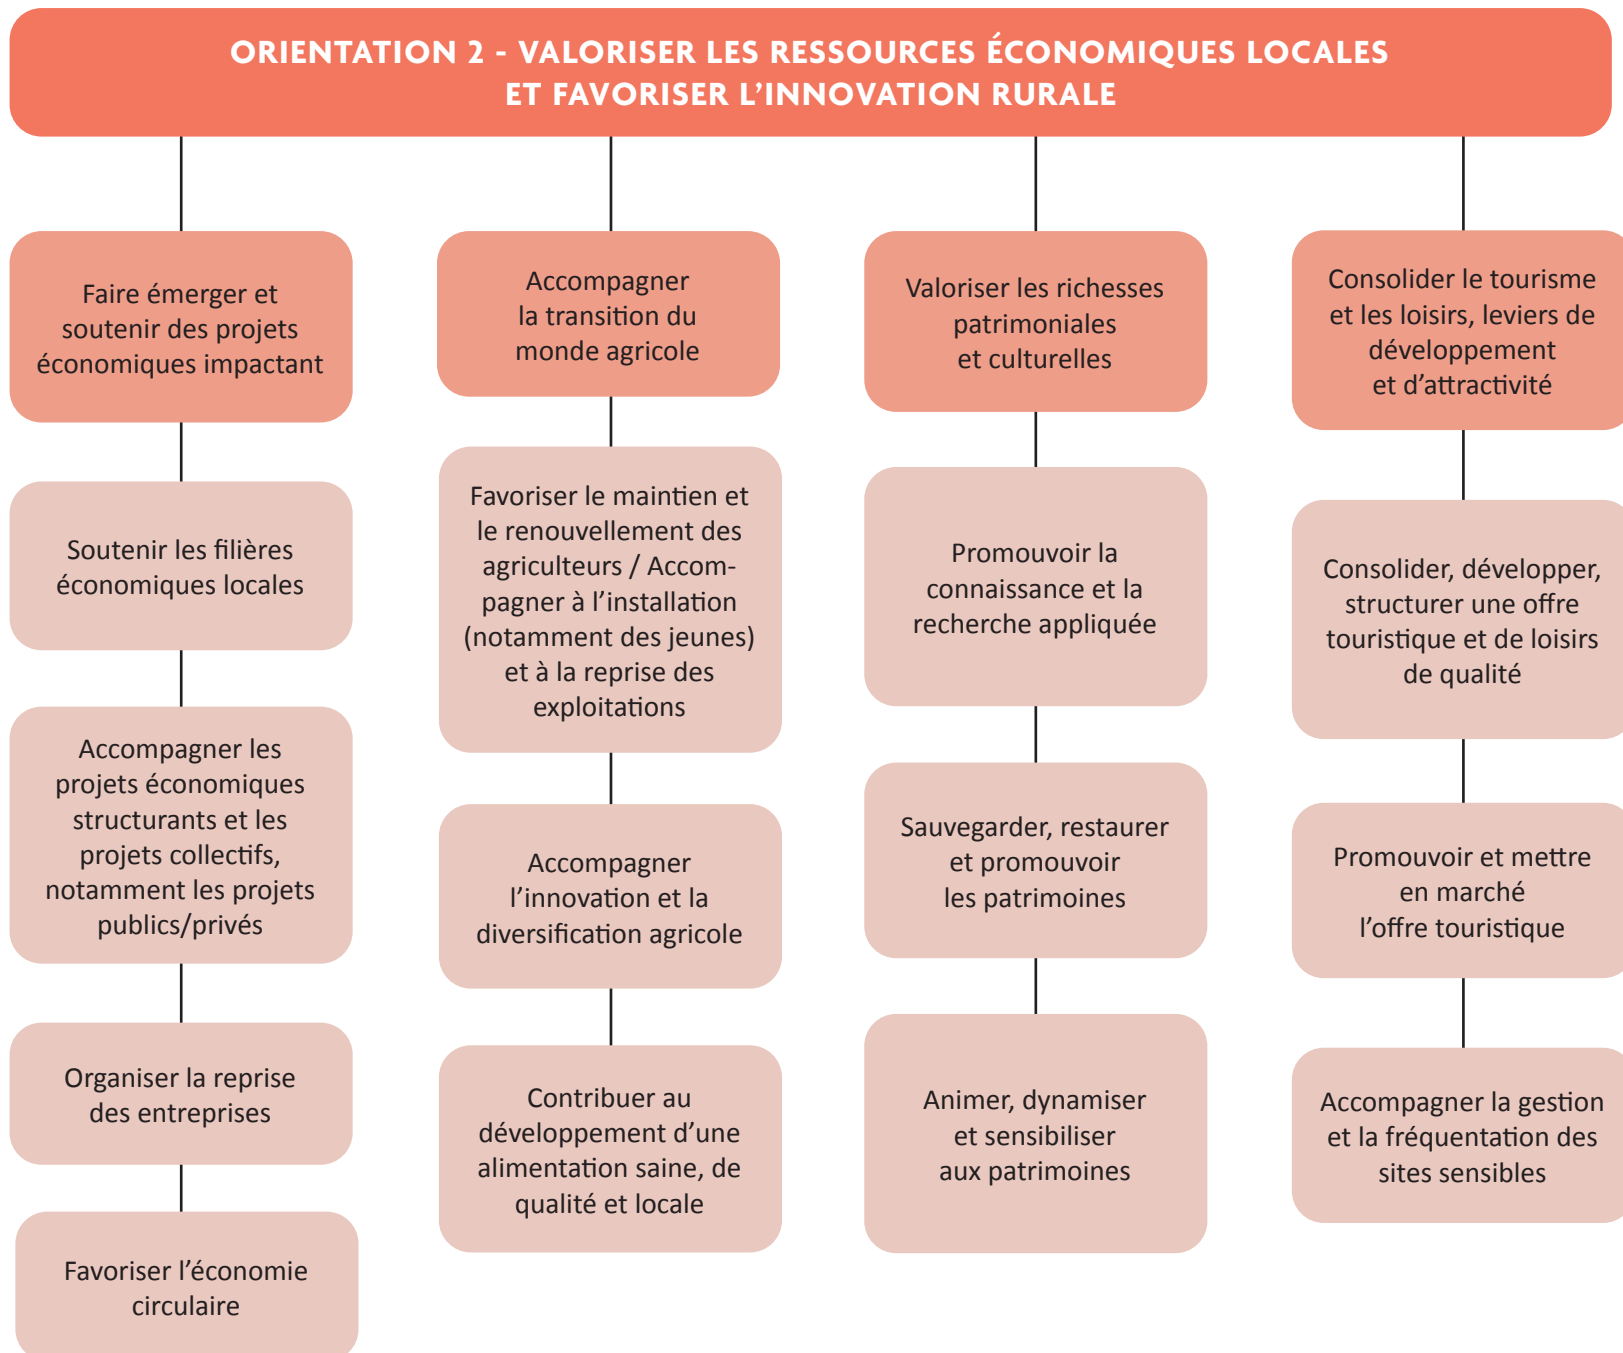 ORIENTATION 2 - VALORISER LES RESSOURCES ÉCONOMIQUES LOCALES
ET FAVORISER L’INNOVATION RURALE
Faire émerger et
soutenir des projets
économiques impactant
Soutenir les filières
économiques locales
Accompagner les
projets économiques
structurants et les
projets collectifs,
notamment les projets
publics/privés
Organiser la reprise
des entreprises
Favoriser l’économie
circulaire
Accompagner
la transition du
monde agricole
Favoriser le maintien et
le renouvellement des
agriculteurs / Accom-
pagner à l’installation
(notamment des jeunes)
et à la reprise des
exploitations
Accompagner
l’innovation et la
diversification agricole
Contribuer au
développement d’une
alimentation saine, de
qualité et locale
Valoriser les richesses
patrimoniales
et culturelles
Promouvoir la
connaissance et la
recherche appliquée
Sauvegarder, restaurer
et promouvoir
les patrimoines
Animer, dynamiser
et sensibiliser
aux patrimoines
Consolider le tourisme
et les loisirs, leviers de
développement
et d’attractivité
Consolider, développer,
structurer une offre
touristique et de loisirs
de qualité
Promouvoir et mettre
en marché
l’offre touristique
Accompagner la gestion
et la fréquentation des
sites sensibles